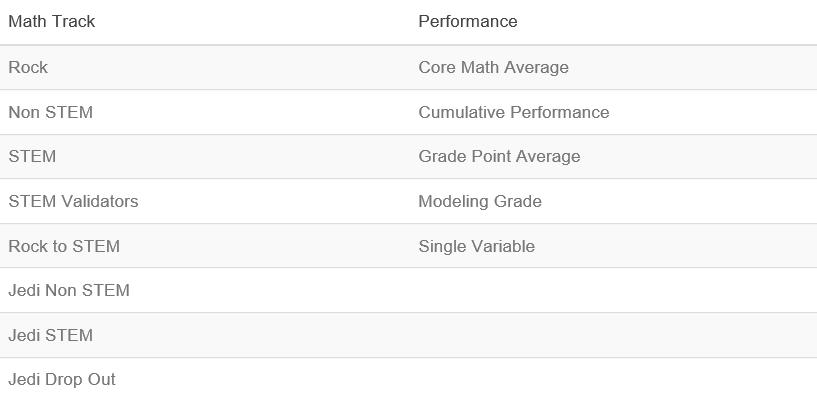 Math Track Performance
Rock Core Math Average
Non STEM Cumulative Performance
STEM Grade Point Average
STEM Validators Modeling Grade
Rock to STEM Single Variable
Jedi Non STEM
Jedi STEM
Jedi Drop Out